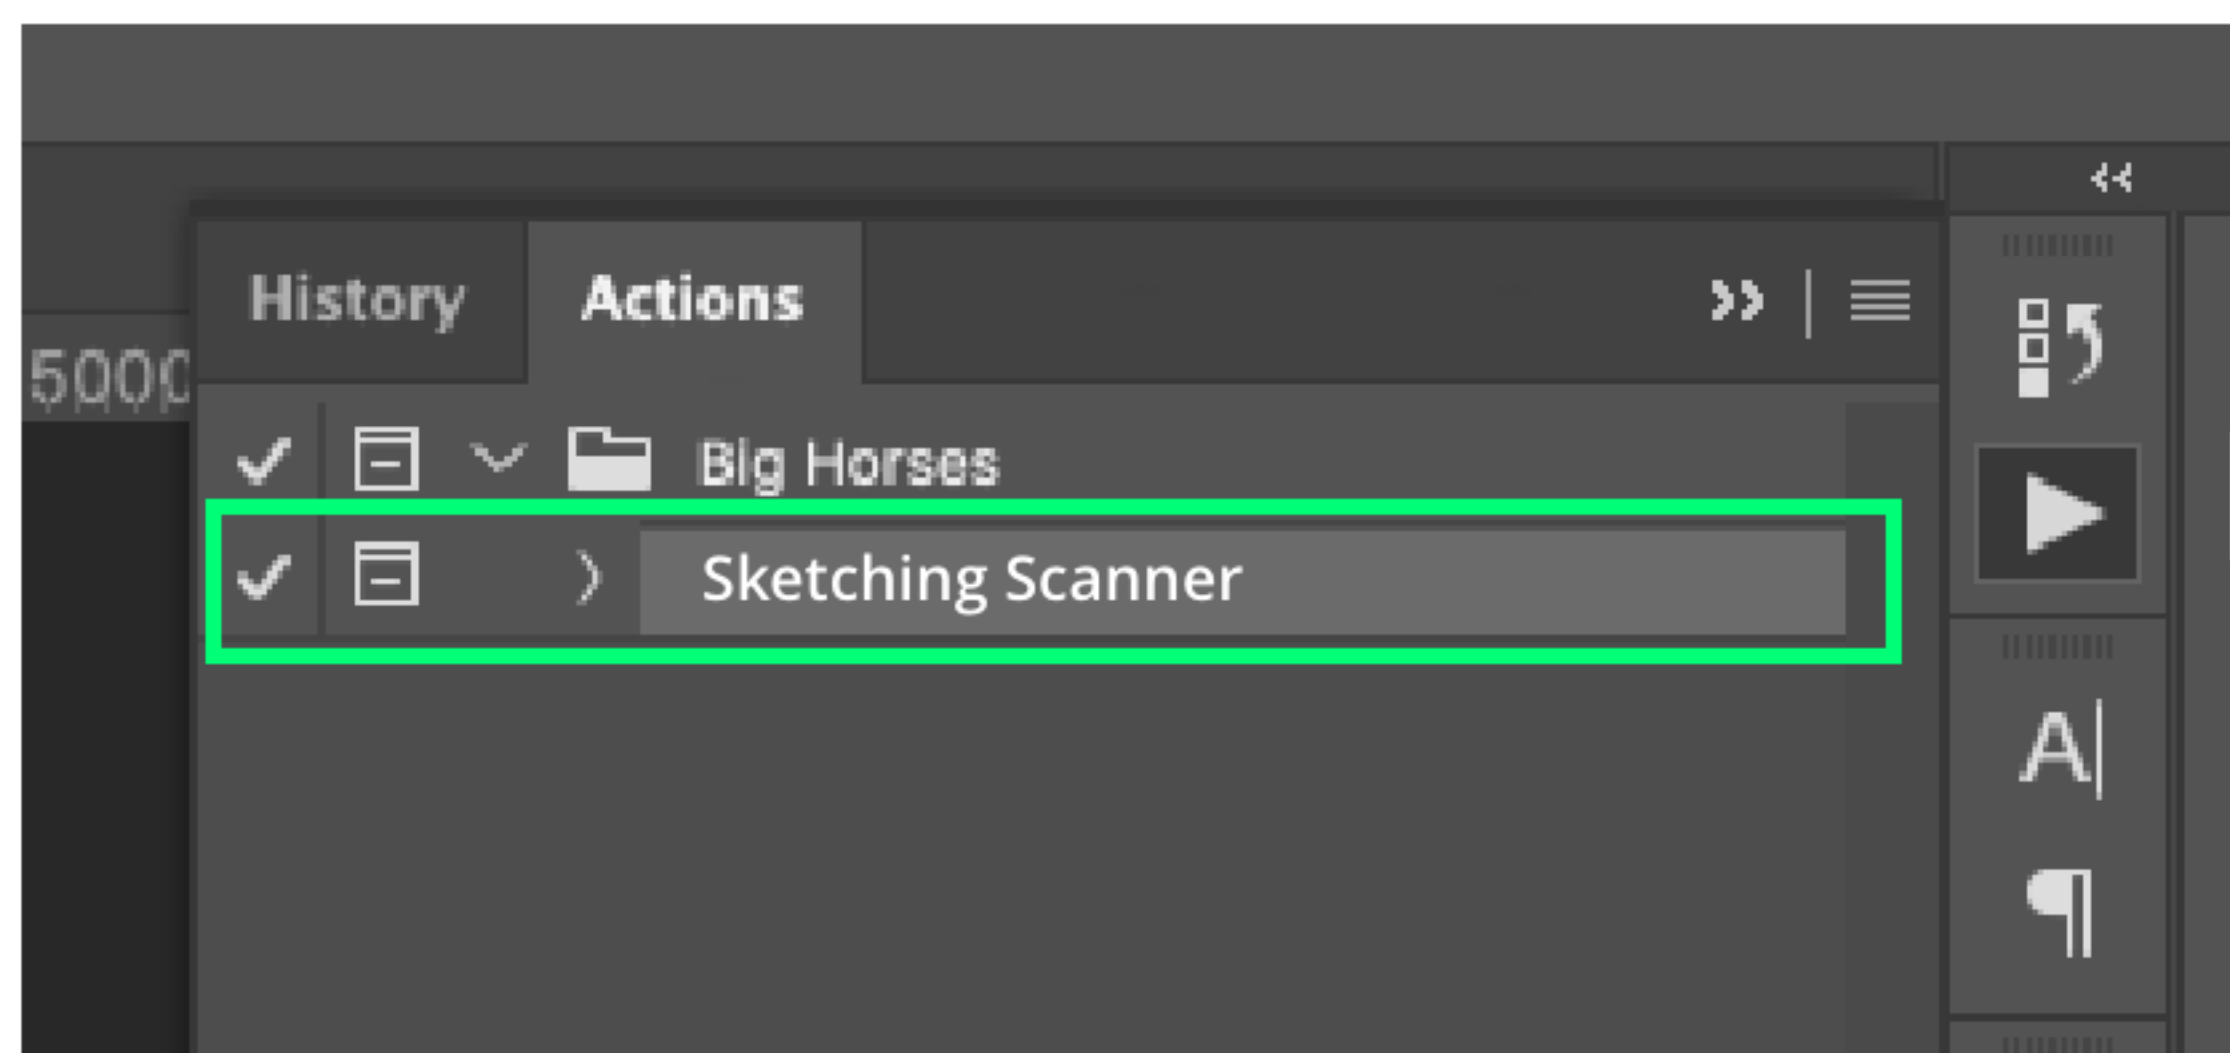 History Actions
5000
Big Horses
Sketching Scanner
A
¶